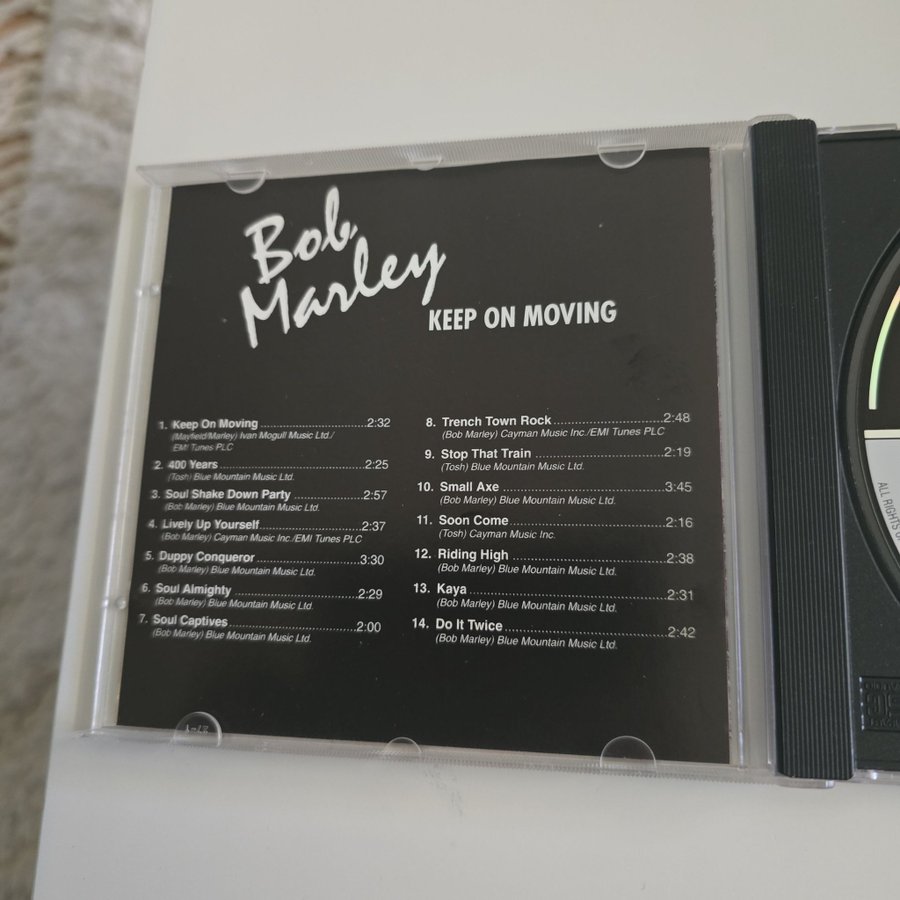 Bob
Marley
KEEP ON MOVING
1. Keep On Moving 2:32
(Mayfield/Marley) Ivan Mogull Music Ltd./
EMI Tunes PLC
2. 400 Years 2:25
(Tosh) Blue Mountain Music Ltd.
3. Soul Shake Down Party 2:57
(Bob Marley) Blue Mountain Music Ltd.
4. Lively Up Yourself 2:37
(Bob Marley) Cayman Music Inc./EMI Tunes PLC
5. Duppy Conqueror 3:30
(Bob Marley) Blue Mountain Music Ltd.
6. Soul Almighty 2:29
(Bob Marley) Blue Mountain Music Ltd.
7. Soul Captives 2:00
(Bob Marley) Blue Mountain Music Ltd.
8. Trench Town Rock 2:48
(Bob Marley) Cayman Music Inc./EMI Tunes PLC
9. Stop That Train 2:19
(Tosh) Blue Mountain Music Ltd.
10. Small Axe 3:45
(Bob Marley) Blue Mountain Music Ltd.
11. Soon Come 2:16
(Tosh) Cayman Music Inc.
12. Riding High 2:38
(Bob Marley) Blue Mountain Music Ltd.
13. Kaya 2:31
(Bob Marley) Blue Mountain Music Ltd.
14. Do It Twice 2:42
(Bob Marley) Blue Mountain Music Ltd.
ALL RIGHTS